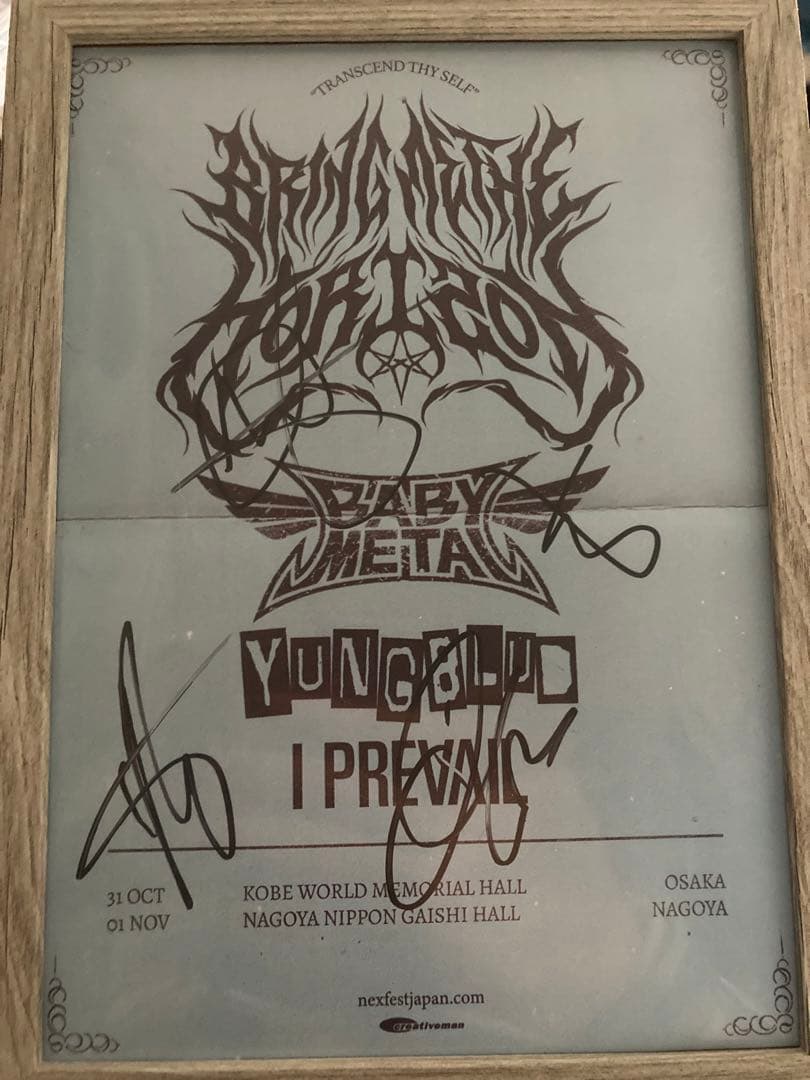 "TRANSCEND THY SELF"
BRING ME THE
HORIZON
BABY
METAL
YUNGBLUD
I PREVAIL
31 OCT KOBE WORLD MEMORIAL HALL OSAKA
01 NOV NAGOYA NIPPON GAISHI HALL NAGOYA
nexfestjapan.com
creativeman